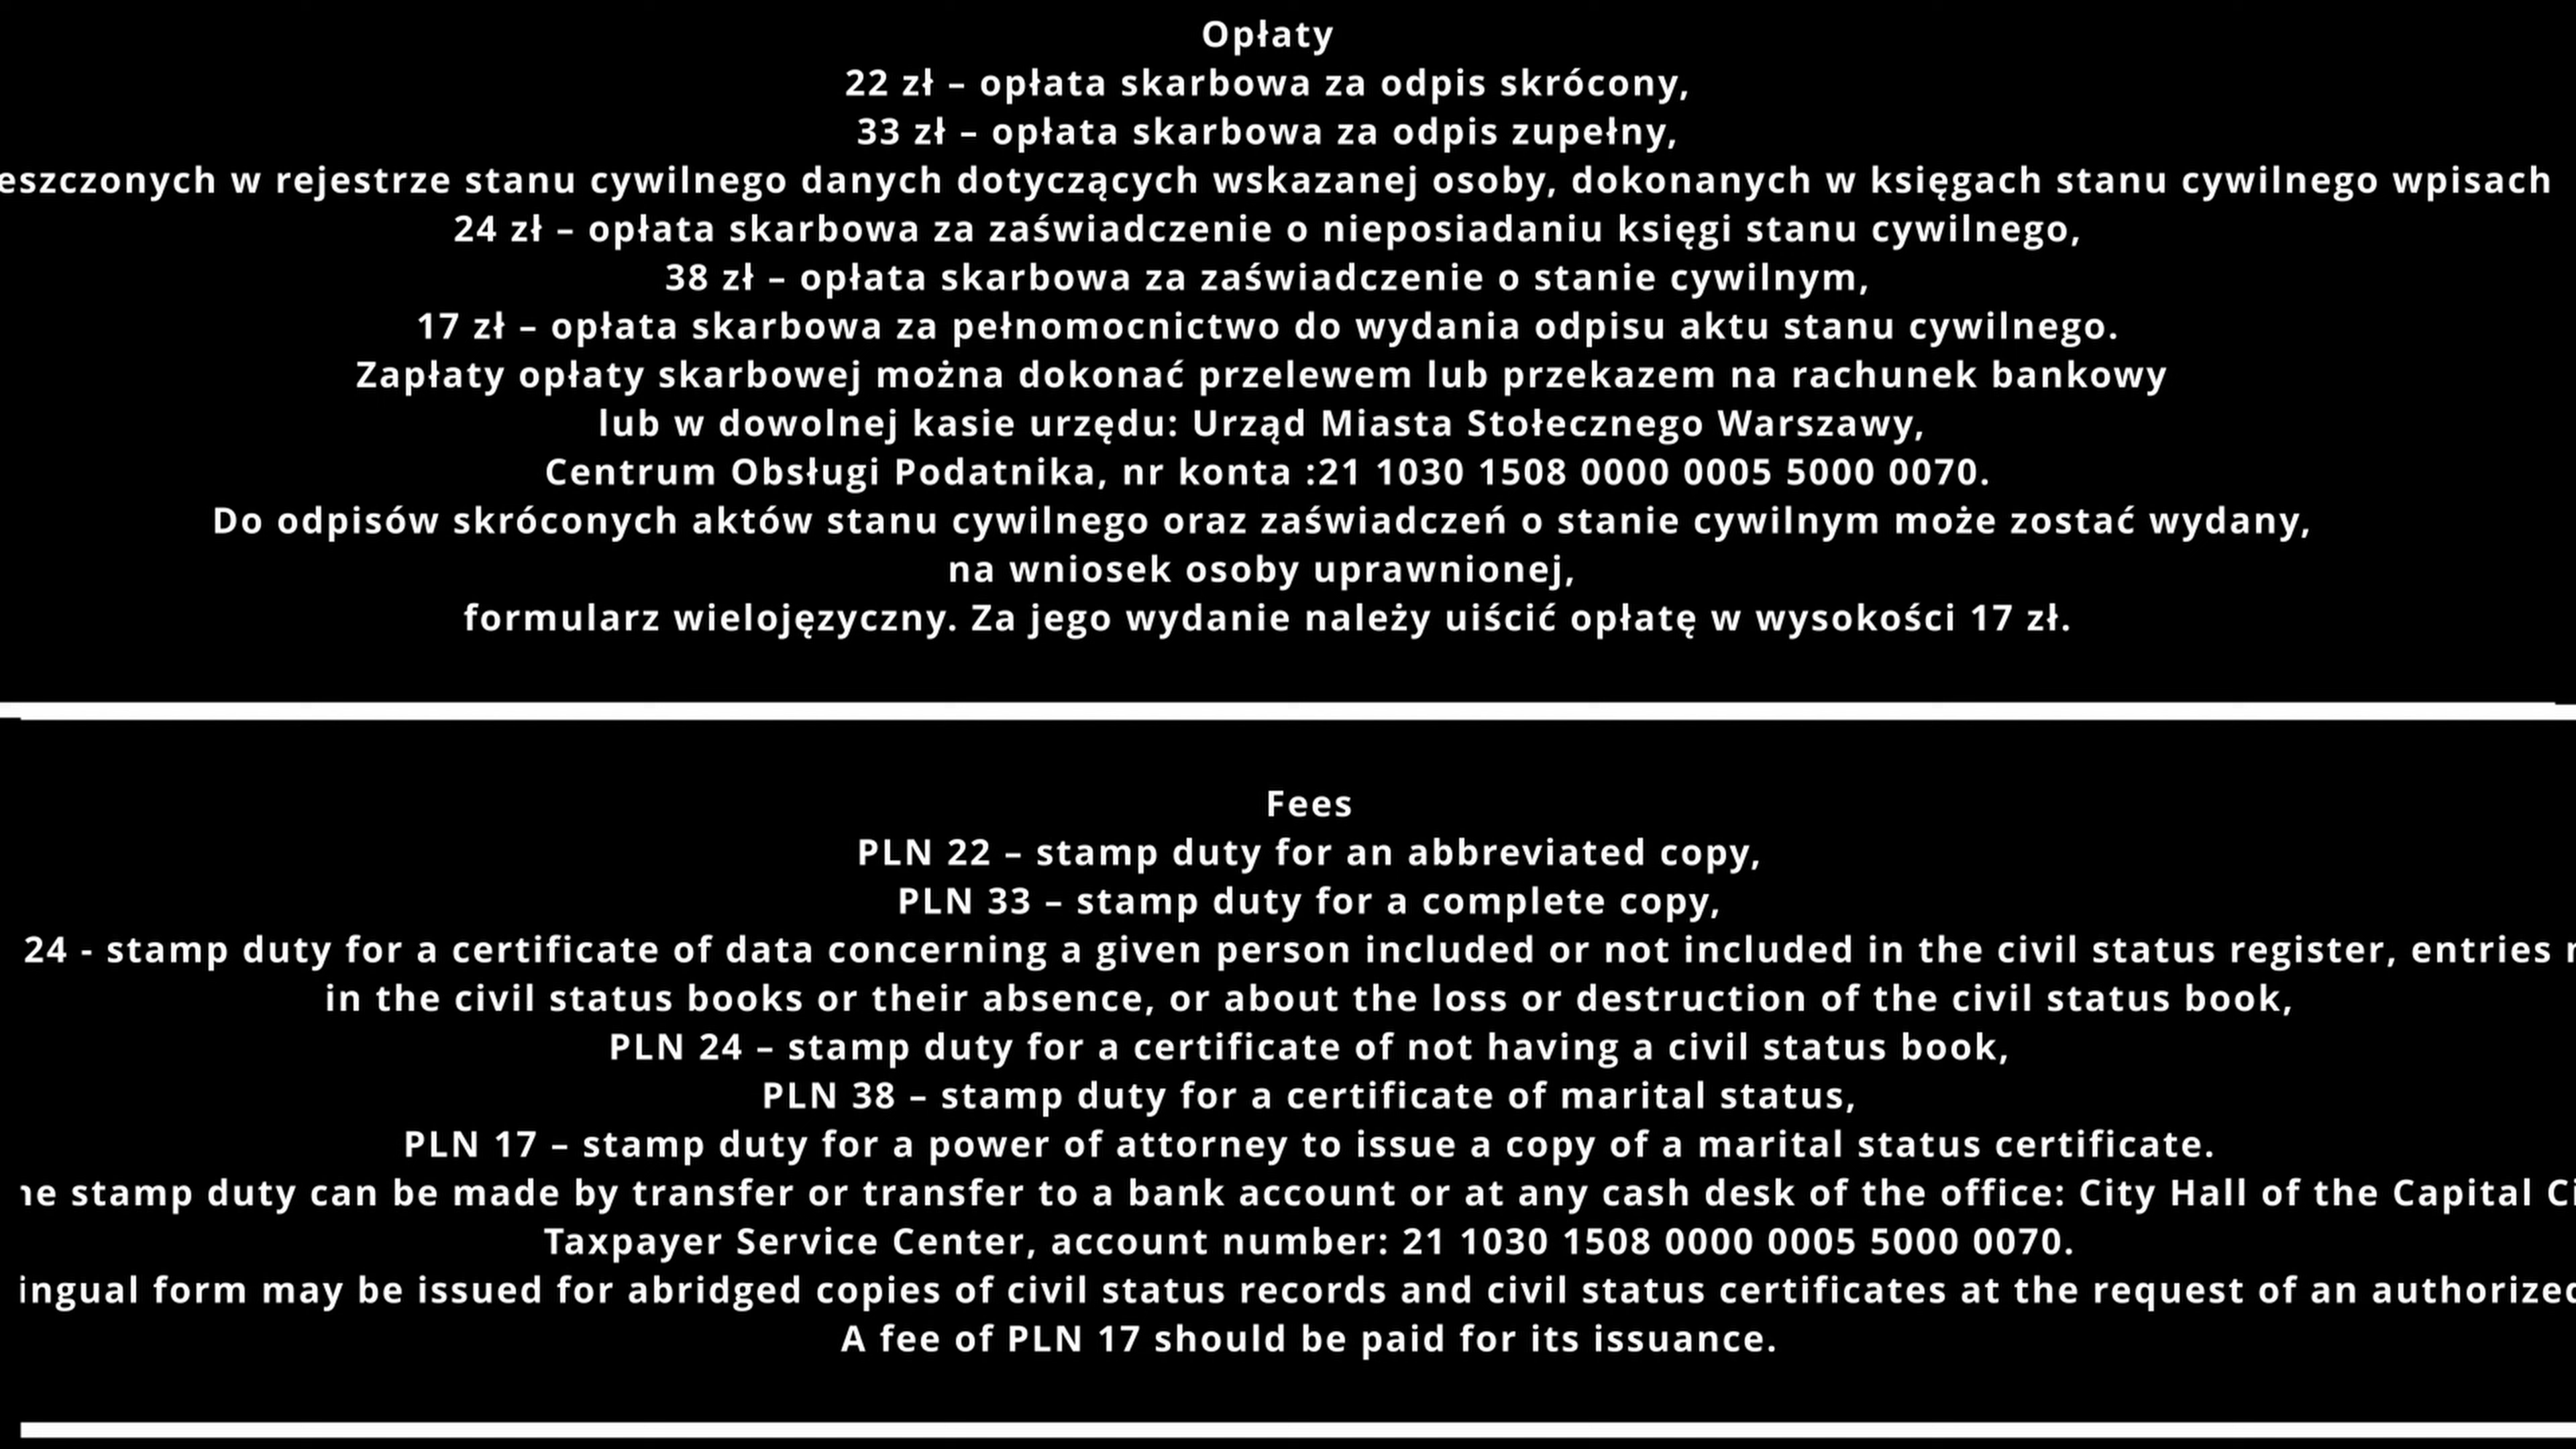 Opłaty
22 zł – opłata skarbowa za odpis skrócony,
33 zł – opłata skarbowa za odpis zupełny,
w rejestrze stanu cywilnego danych dotyczących wskazanej osoby, dokonanych w księgach stanu cywilnego wpisach
24 zł – opłata skarbowa za zaświadczenie o nieposiadaniu księgi stanu cywilnego,
38 zł – opłata skarbowa za zaświadczenie o stanie cywilnym,
17 zł – opłata skarbowa za pełnomocnictwo do wydania odpisu aktu stanu cywilnego.
Zapłaty opłaty skarbowej można dokonać przelewem lub przekazem na rachunek bankowy
lub w dowolnej kasie urzędu: Urząd Miasta Stołecznego Warszawy,
Centrum Obsługi Podatnika, nr konta :21 1030 1508 0000 0005 5000 0070.
Do odpisów skróconych aktów stanu cywilnego oraz zaświadczeń o stanie cywilnym może zostać wydany,
na wniosek osoby uprawnionej,
formularz wielojęzyczny. Za jego wydanie należy uiścić opłatę w wysokości 17 zł.
Fees
PLN 22 – stamp duty for an abbreviated copy,
PLN 33 – stamp duty for a complete copy,
24 - stamp duty for a certificate of data concerning a given person included or not included in the civil status register, entries
in the civil status books or their absence, or about the loss or destruction of the civil status book,
PLN 24 – stamp duty for a certificate of not having a civil status book,
PLN 38 – stamp duty for a certificate of marital status,
PLN 17 – stamp duty for a power of attorney to issue a copy of a marital status certificate.
stamp duty can be made by transfer or transfer to a bank account or at any cash desk of the office: City Hall of the Capital
Taxpayer Service Center, account number: 21 1030 1508 0000 0005 5000 0070.
form may be issued for abridged copies of civil status records and civil status certificates at the request of an authorized
A fee of PLN 17 should be paid for its issuance.